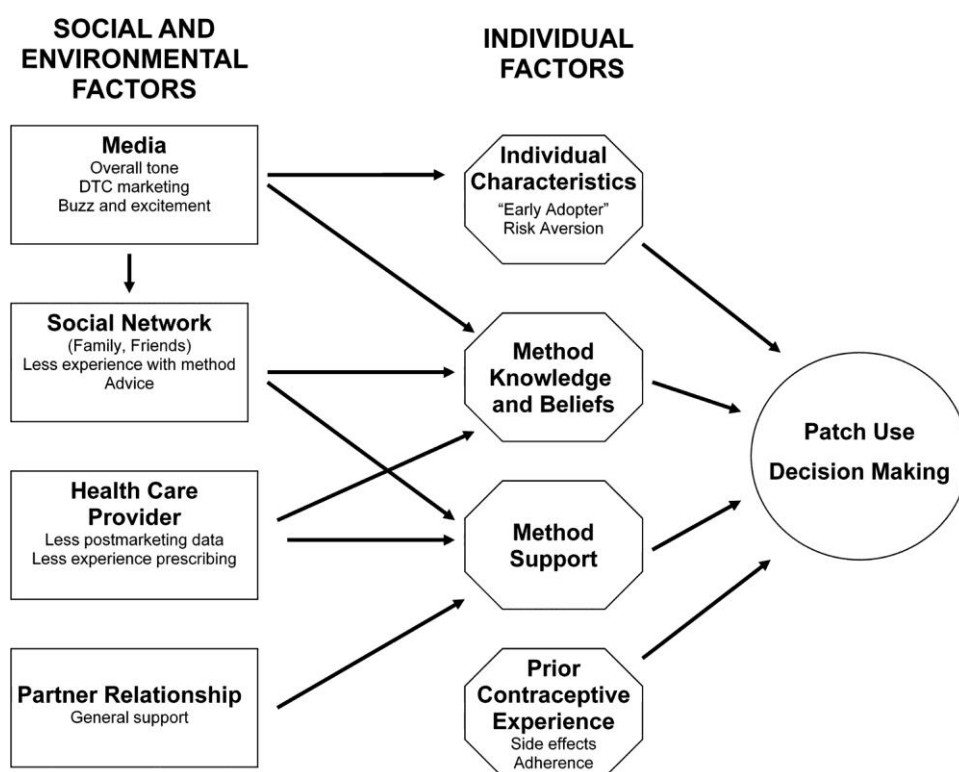 SOCIAL AND
ENVIRONMENTAL
FACTORS
INDIVIDUAL
FACTORS
Media
Overall tone
DTC marketing
Buzz and excitement
Social Network
(Family, Friends)
Less experience with method
Advice
Health Care
Provider
Less postmarketing data
Less experience prescribing
Partner Relationship
General support
Individual
Characteristics
“Early Adopter”
Risk Aversion
Method
Knowledge
and Beliefs
Method
Support
Prior
Contraceptive
Experience
Side effects
Adherence
Patch Use
Decision Making